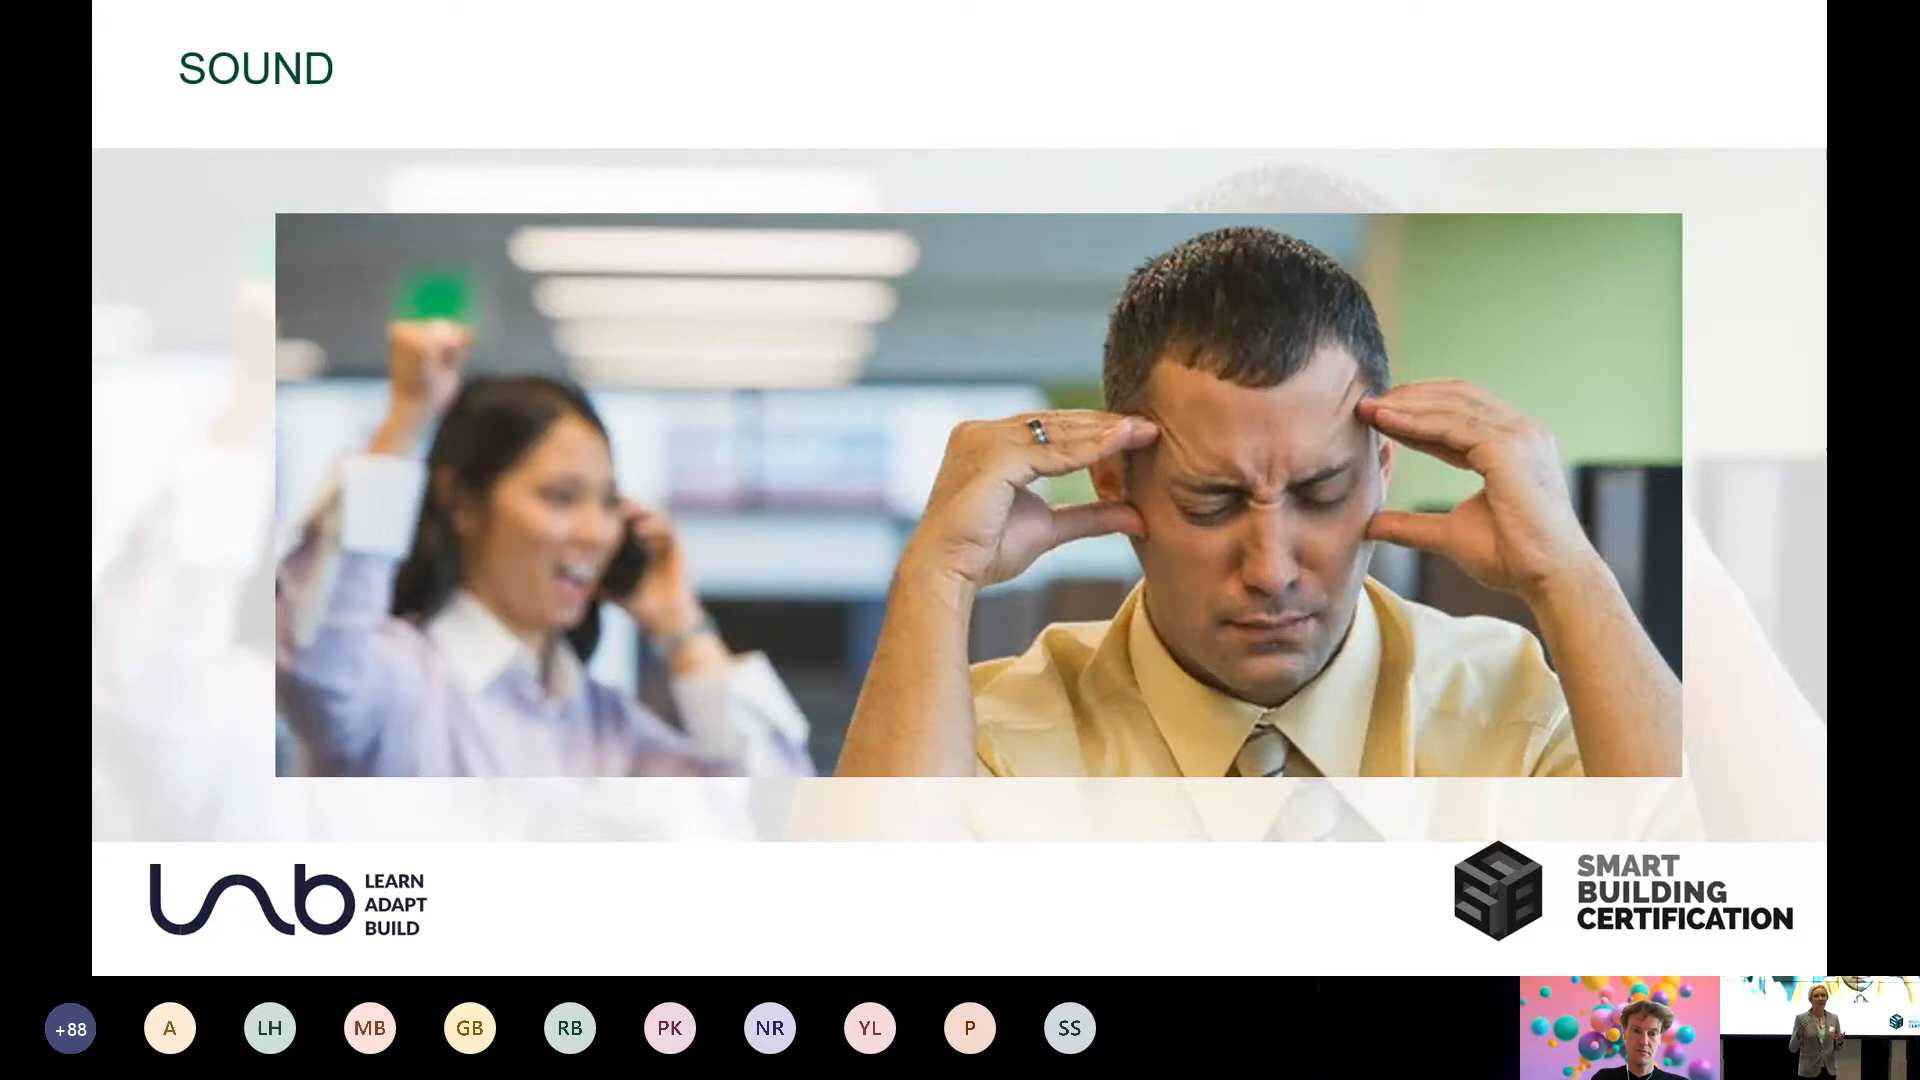 SOUND
LEARN
ADAPT
BUILD
SMART
BUILDING
CERTIFICATION
+88
A
LH
MB
GB
RB
PK
NR
YL
P
SS